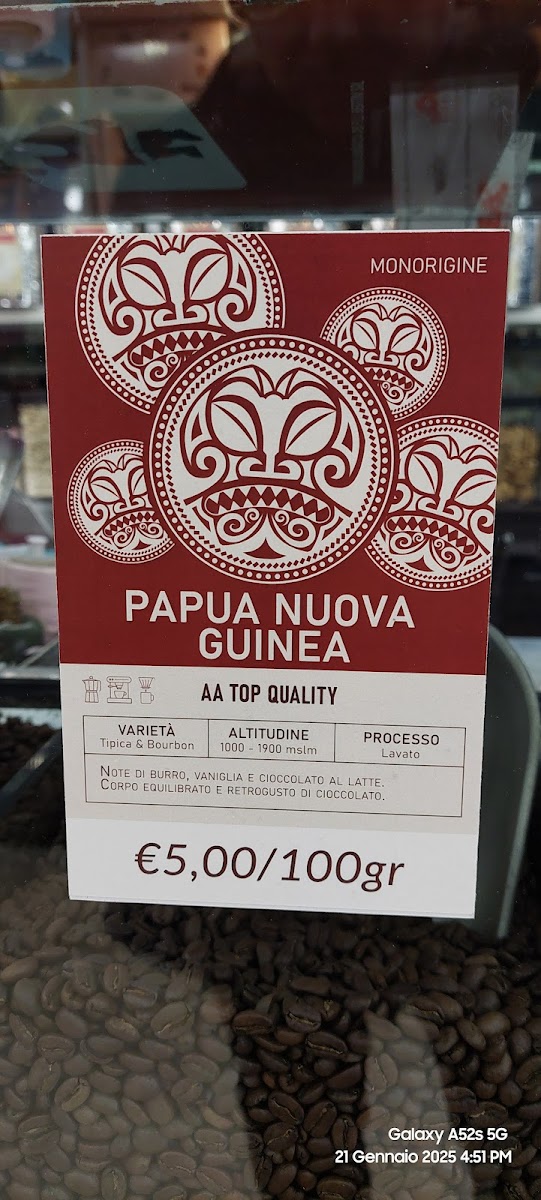 MONORIGINE
PAPUA NUOVA
GUINEA
AA TOP QUALITY
VARIETÀ
Tipica & Bourbon
ALTITUDINE
1000 - 1900 mslm
PROCESSO
Lavato
NOTE DI BURRO, VANIGLIA E CIOCCOLATO AL LATTE.
CORPO EQUILIBRATO E RETROGUSTO DI CIOCCOLATO.
€5,00/100gr
Galaxy A52s 5G
21 Gennaio 2025 4:51 PM